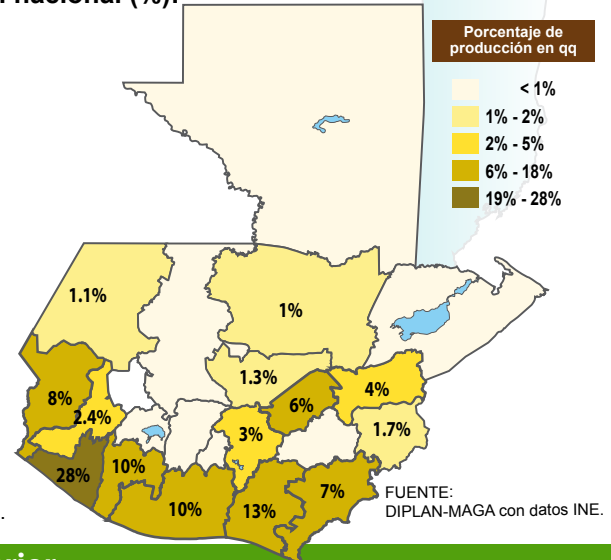 l nacional (%).
Porcentaje de
producción en qq
< 1%
1% - 2%
2% - 5%
6% - 18%
19% - 28%
1.1%
1%
1.3%
8%
6%
4%
2.4%
3%
1.7%
28%
10%
10%
13%
7%
FUENTE:
DIPLAN-MAGA con datos INE.
.